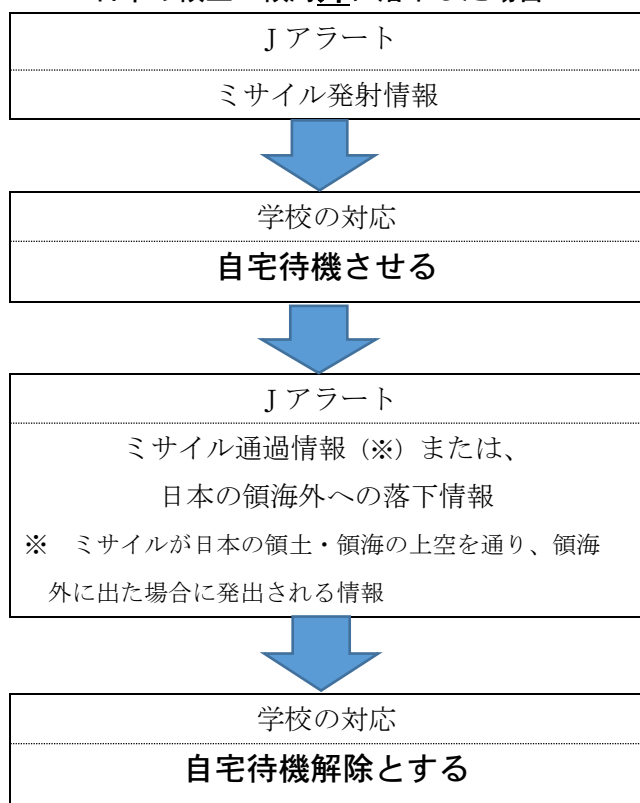 Jアラート
ミサイル発射情報
学校の対応
自宅待機させる
Jアラート
ミサイル通過情報（※）または、
日本の領海外への落下情報
※　ミサイルが日本の領土・領海の上空を通り、領海
外に出た場合に発出される情報
学校の対応
自宅待機解除とする